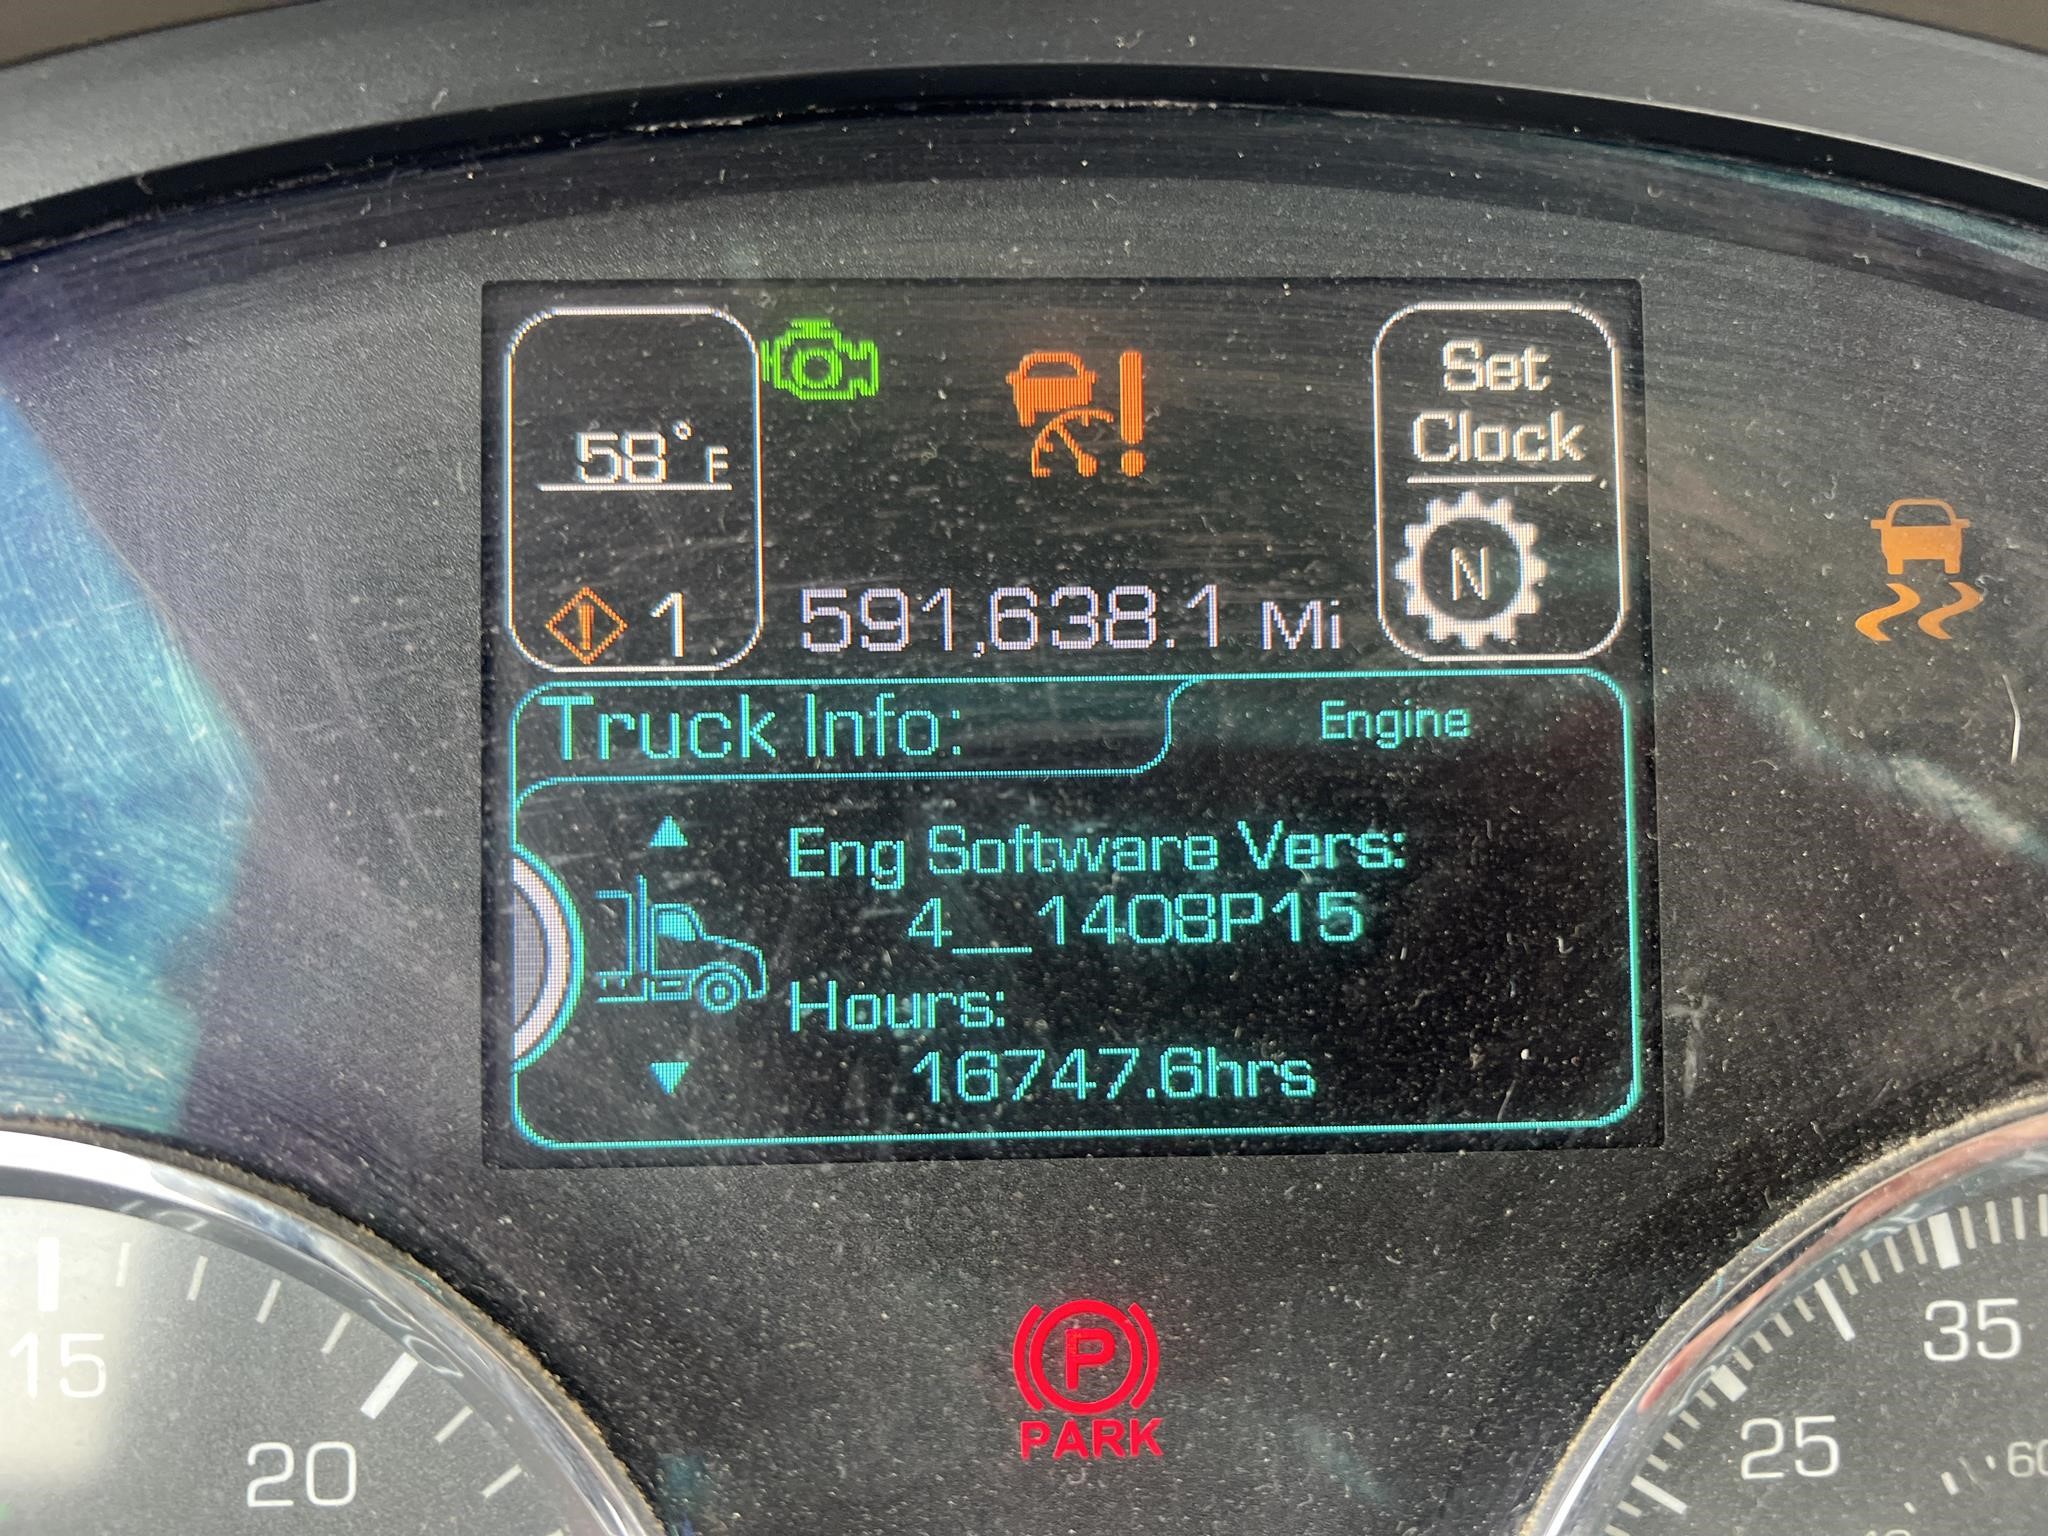 58°F
Set
Clock
N
1
591,638.1 Mi
Truck Info:
Engine
Eng Software Vers:
4__1408P15
Hours:
16747.6hrs
P
PARK
15
20
25
35
60